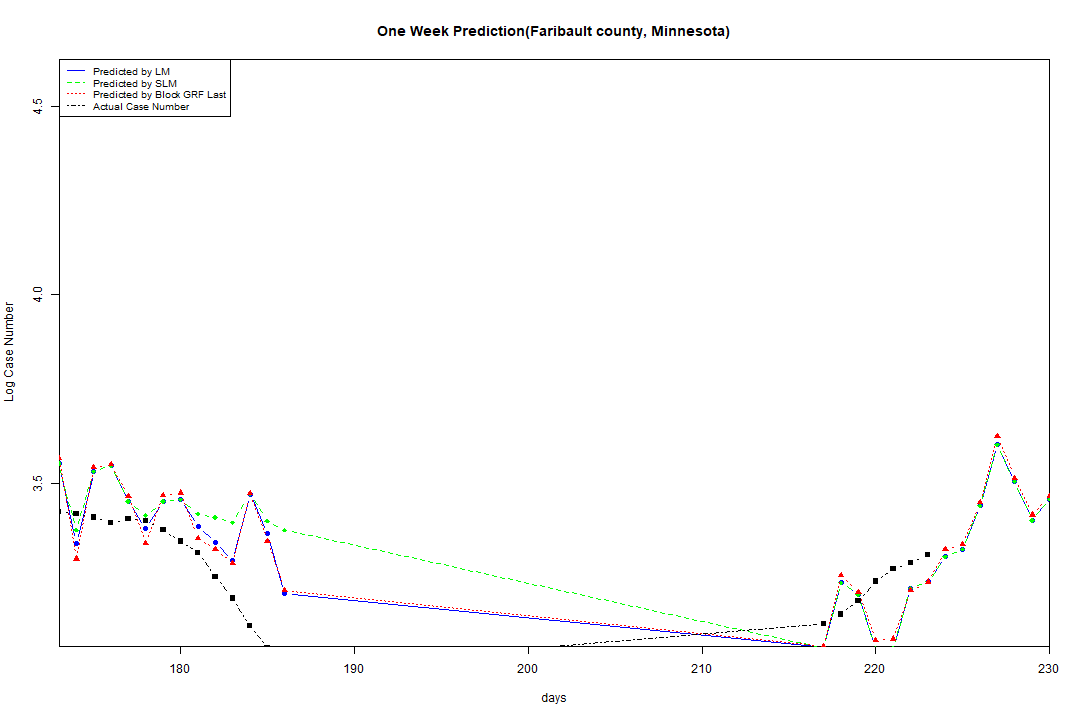 One Week Prediction(Faribault county, Minnesota)
Predicted by LM
Predicted by SLM
Predicted by Block GRF Last
Actual Case Number
4.5
4.0
3.5
Log Case Number
180 190 200 210 220 230
days